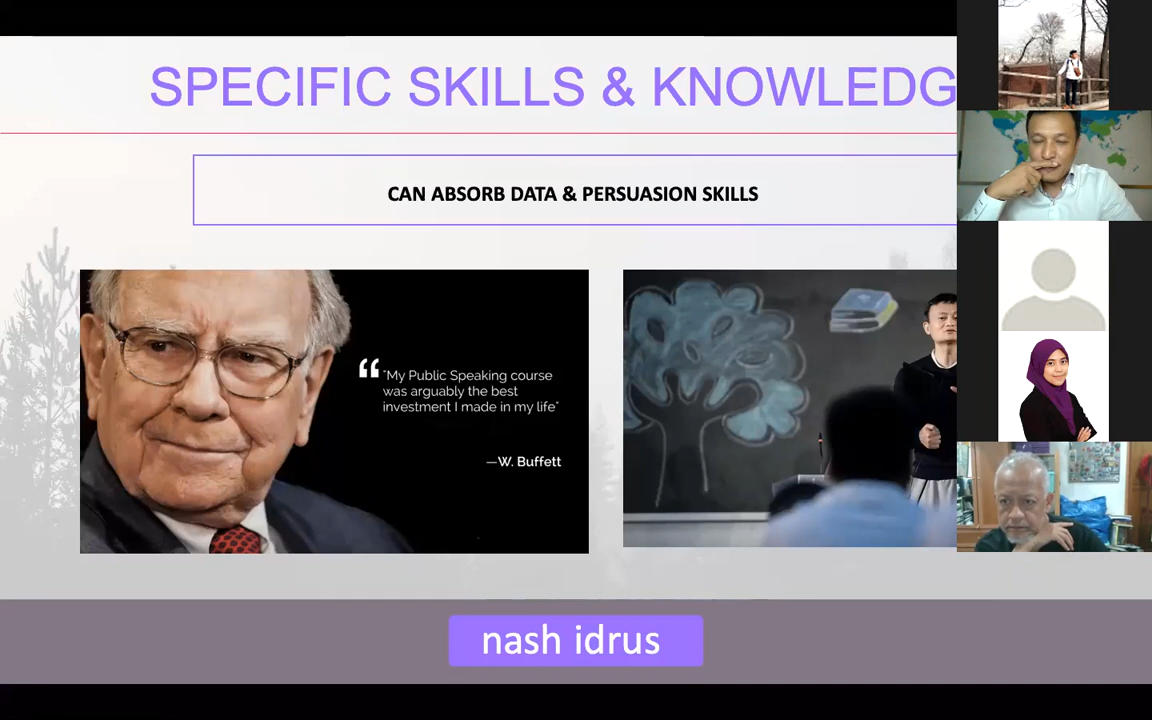 SPECIFIC SKILLS & KNOWLEDG
CAN ABSORB DATA & PERSUASION SKILLS
“
"My Public Speaking course
was arguably the best
investment I made in my life"
—W. Buffett
nash idrus